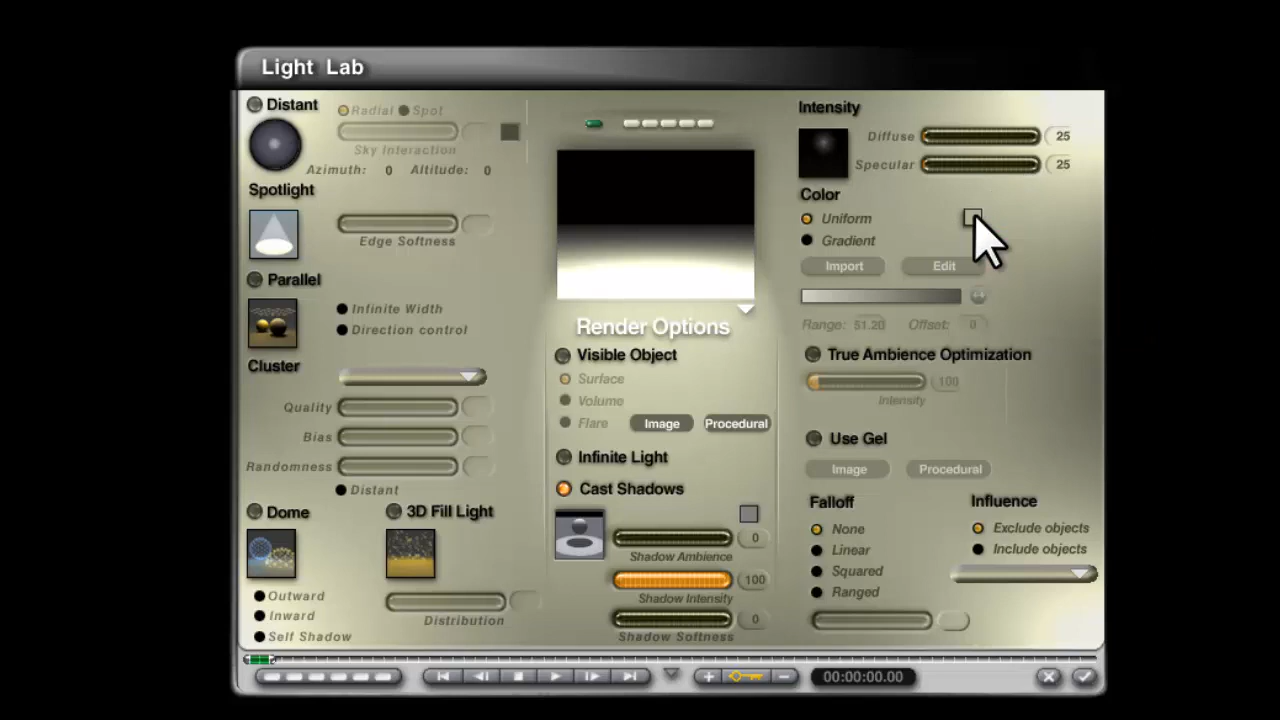 Light Lab
Distant
Radial Spot
Sky Interaction
Azimuth: 0 Altitude: 0
Spotlight
Edge Softness
Parallel
Infinite Width
Direction control
Cluster
Quality
Bias
Randomness
Distant
Dome
3D Fill Light
Outward
Inward
Self Shadow
Distribution
Render Options
Visible Object
Surface
Volume
Flare Image Procedural
Infinite Light
Cast Shadows
0
Shadow Ambience
100
Shadow Intensity
0
Shadow Softness
Intensity
Diffuse 25
Specular 25
Color
Uniform
Gradient
Import Edit
Range: 51.20 Offset: 0
True Ambience Optimization
100
Intensity
Use Gel
Image Procedural
Falloff
None
Linear
Squared
Ranged
Influence
Exclude objects
Include objects
00:00:00.00